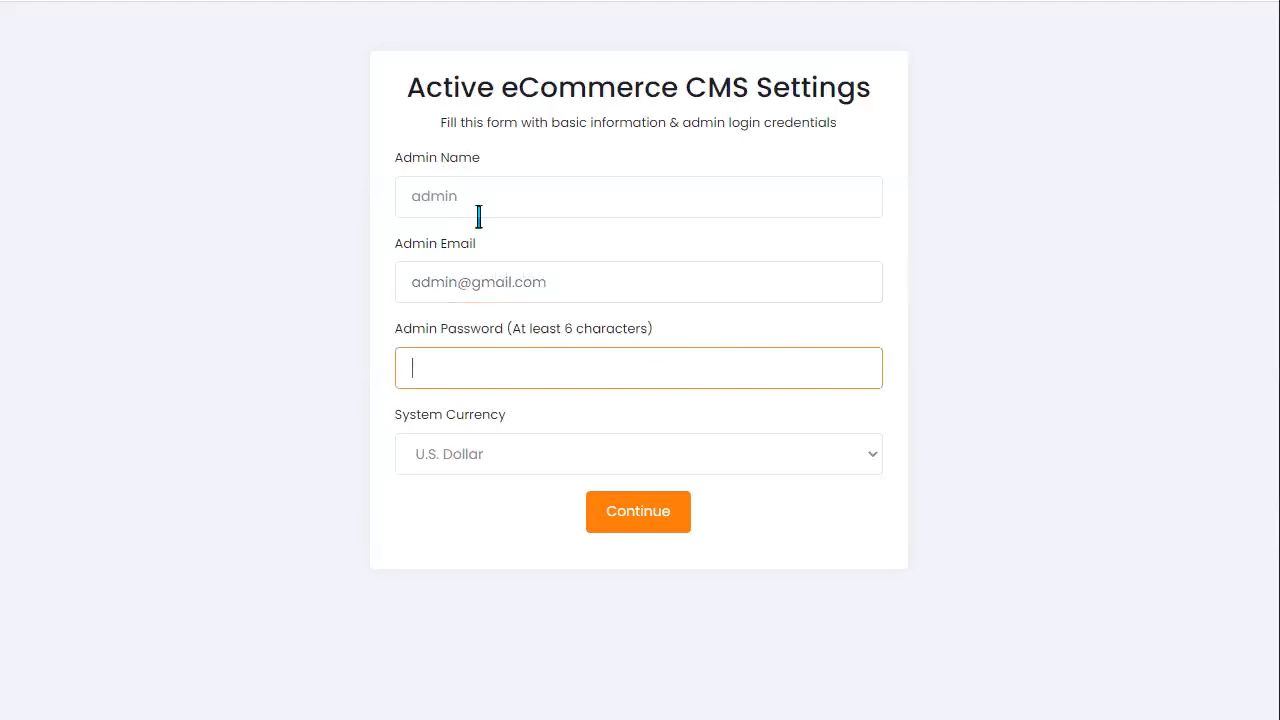 Active eCommerce CMS Settings
Fill this form with basic information & admin login credentials
Admin Name
admin
Admin Email
admin@gmail.com
Admin Password (At least 6 characters)
System Currency
U.S. Dollar
Continue